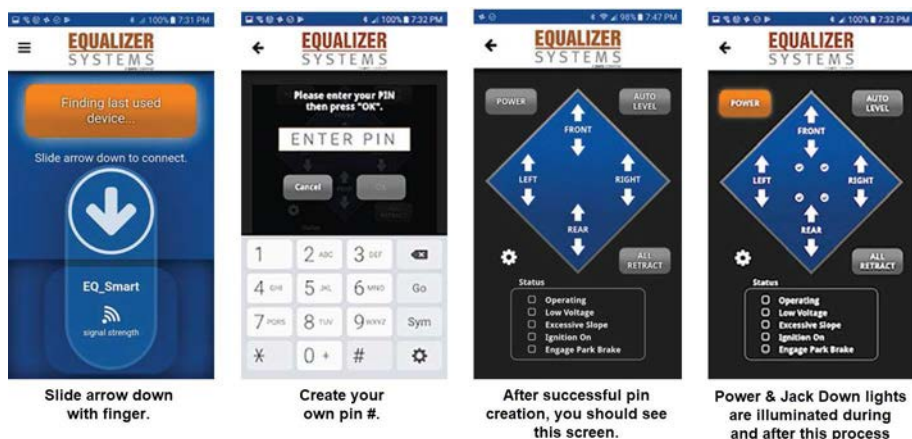 100% 7:31 PM
EQUALIZER
SYSTEMS
Finding last used
device...
Slide arrow down to connect.
EQ_Smart
signal strength
Slide arrow down
with finger.
100% 7:32 PM
EQUALIZER
SYSTEMS
Please enter your PIN
then press "OK".
ENTER PIN
Cancel
OK
1 2 ABC 3 DEF
4 GHI 5 JKL 6 MNO Go
7 PQRS 8 TUV 9 WXYZ Sym
* 0 + #
Create your
own pin #.
98% 7:47 PM
EQUALIZER
SYSTEMS
POWER
AUTO
LEVEL
FRONT
LEFT
RIGHT
REAR
ALL
RETRACT
Status
Operating
Low Voltage
Excessive Slope
Ignition On
Engage Park Brake
After successful pin
creation, you should see
this screen.
100% 7:32 PM
EQUALIZER
SYSTEMS
POWER
AUTO
LEVEL
FRONT
LEFT
RIGHT
REAR
ALL
RETRACT
Status
Operating
Low Voltage
Excessive Slope
Ignition On
Engage Park Brake
Power & Jack Down lights
are illuminated during
and after this process